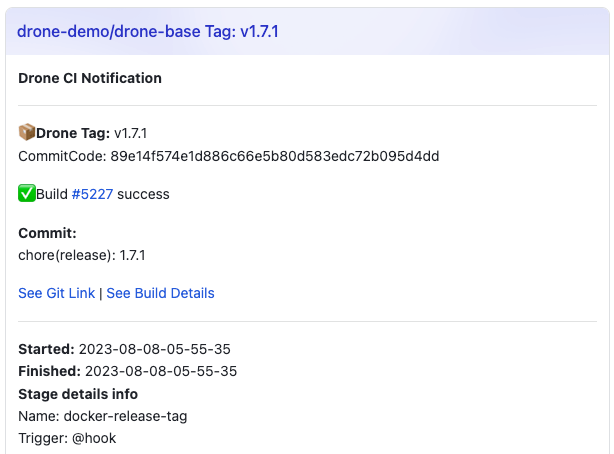 drone-demo/drone-base Tag: v1.7.1
Drone CI Notification
📦Drone Tag: v1.7.1
CommitCode: 89e14f574e1d886c66e5b80d583edc72b095d4dd
✅Build #5227 success
Commit:
chore(release): 1.7.1
See Git Link | See Build Details
Started: 2023-08-08-05-55-35
Finished: 2023-08-08-05-55-35
Stage details info
Name: docker-release-tag
Trigger: @hook